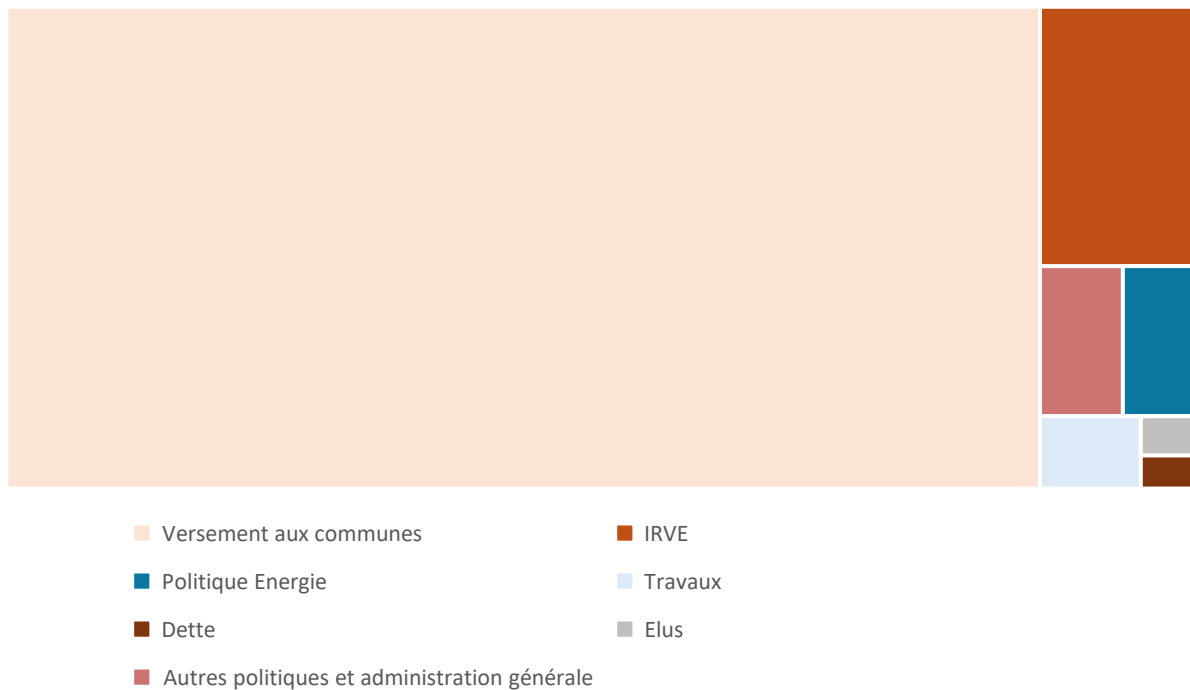 Versement aux communes
IRVE
Politique Energie
Travaux
Dette
Elus
Autres politiques et administration générale